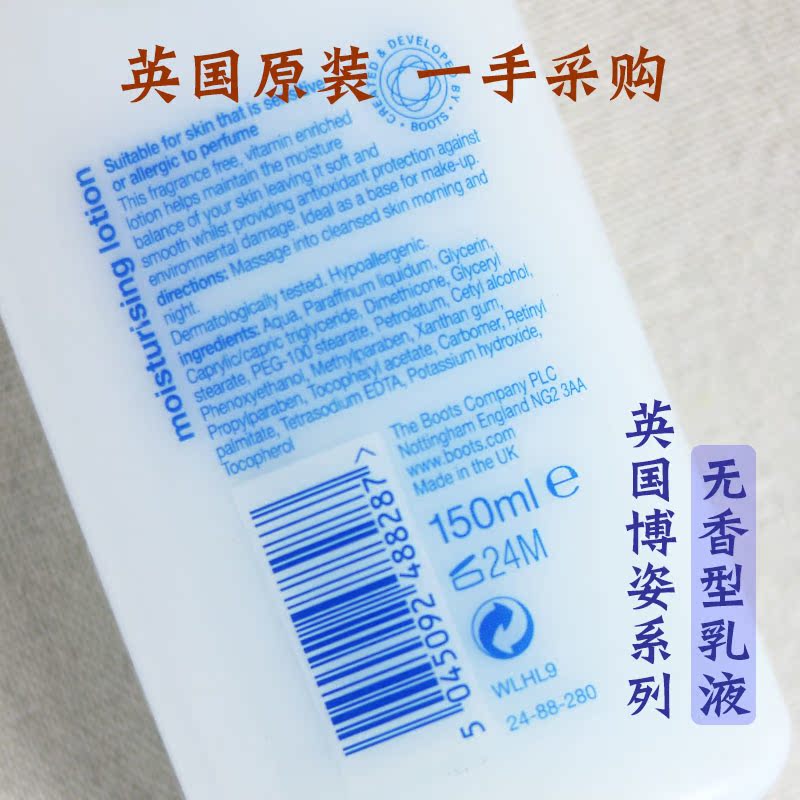 英国原装 一手采购
CREATED & DEVELOPED BY
• BOOTS •
moisturising lotion
Suitable for skin that is sensitive
or allergic to perfume
This fragrance free, vitamin enriched
lotion helps maintain the moisture
balance of your skin leaving it soft and
smooth whilst providing antioxidant protection against
environmental damage. Ideal as a base for make-up.
directions: Massage into cleansed skin morning and
night.
Dermatologically tested. Hypoallergenic.
ingredients: Aqua, Paraffinum liquidum, Glycerin,
Caprylic/capric triglyceride, Dimethicone, Glyceryl
stearate, PEG-100 stearate, Petrolatum, Cetyl alcohol,
Phenoxyethanol, Methylparaben, Xanthan gum,
Propylparaben, Tocopheryl acetate, Carbomer, Retinyl
palmitate, Tetrasodium EDTA, Potassium hydroxide,
Tocopherol
The Boots Company PLC
Nottingham England NG2 3AA
www.boots.com
Made in the UK
150ml e
24M
WLHL9
24-88-280
5 045092 488287 >
英国博姿系列
无香型乳液